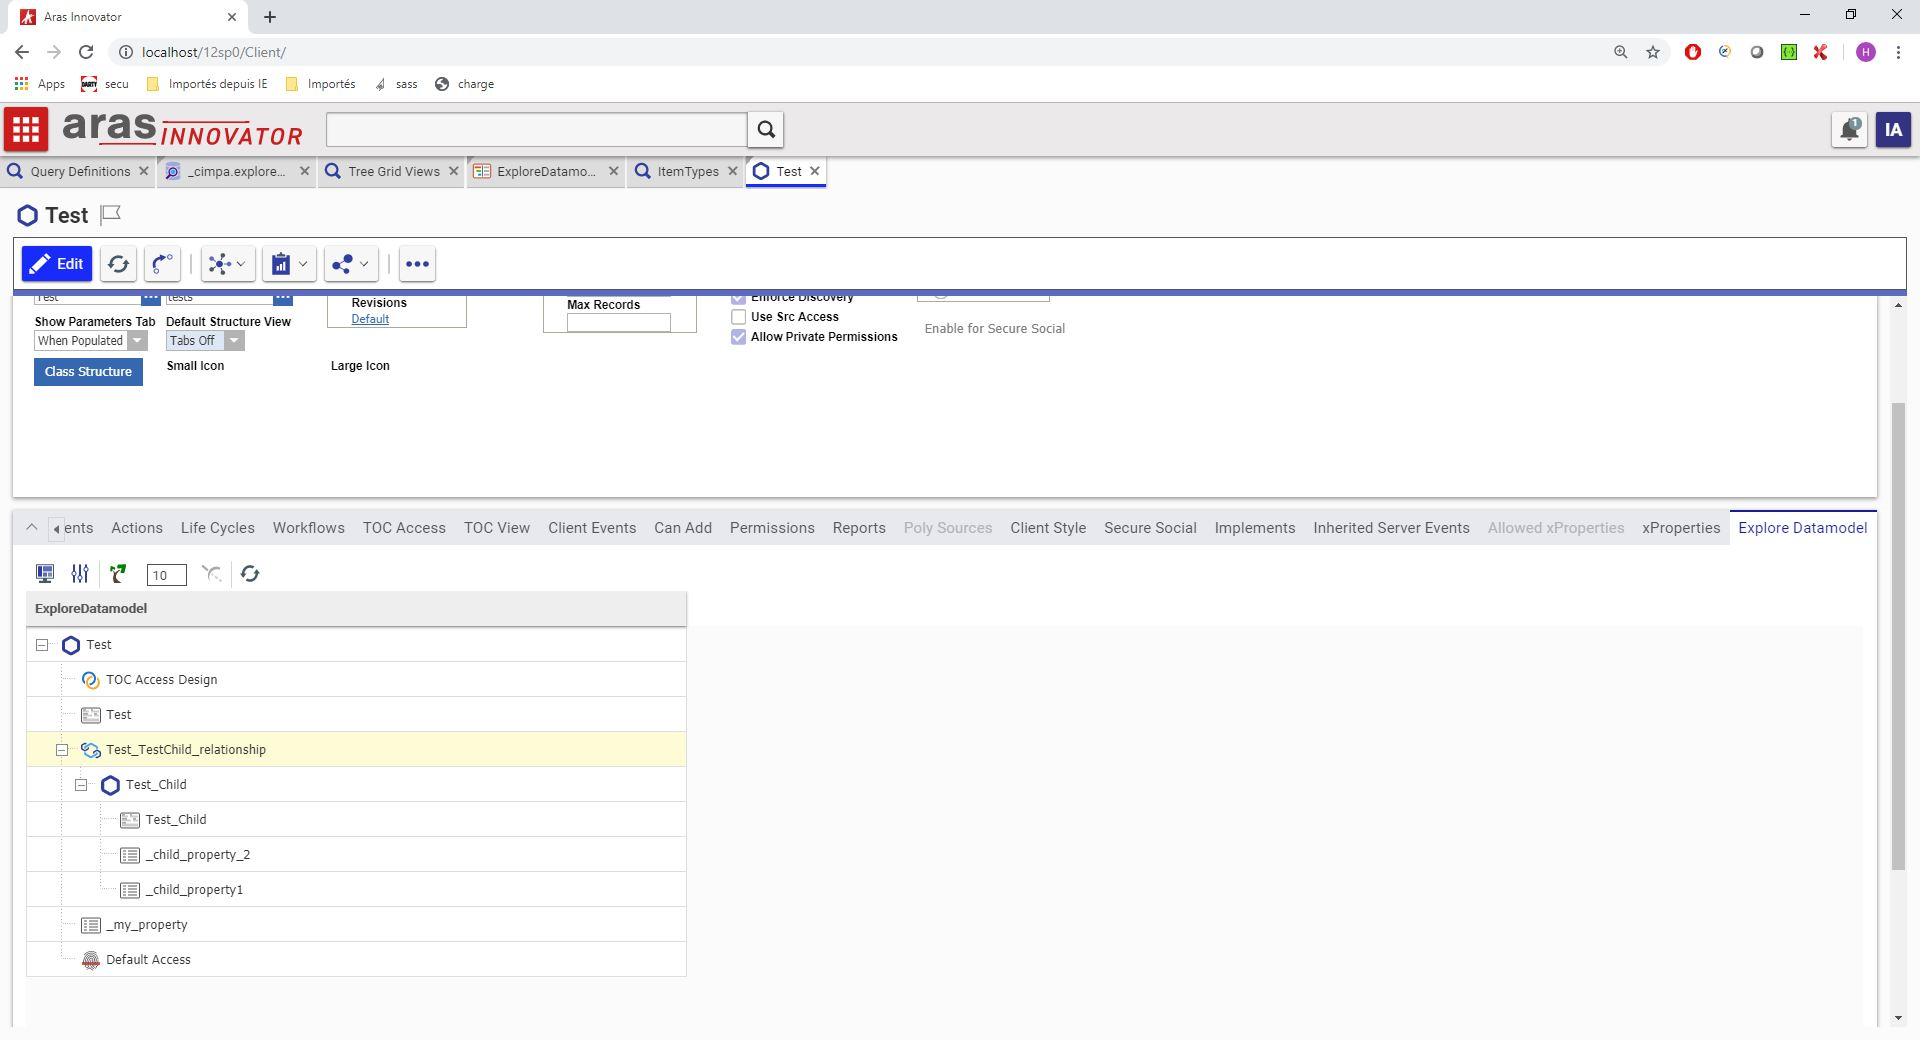 Aras Innovator
localhost/12sp0/Client/
H
Apps
DARTY
secu
Importés depuis IE
Importés
sass
charge
aras INNOVATOR
1
IA
Query Definitions
_cimpa.explore...
Tree Grid Views
ExploreDatamo...
ItemTypes
Test
Test
Edit
Test
tests
Revisions
Default
Max Records
Enforce Discovery
Use Src Access
Allow Private Permissions
Enable for Secure Social
Show Parameters Tab
Default Structure View
When Populated
Tabs Off
Class Structure
Small Icon
Large Icon
ents
Actions
Life Cycles
Workflows
TOC Access
TOC View
Client Events
Can Add
Permissions
Reports
Poly Sources
Client Style
Secure Social
Implements
Inherited Server Events
Allowed xProperties
xProperties
Explore Datamodel
10
ExploreDatamodel
Test
TOC Access Design
Test
Test_TestChild_relationship
Test_Child
Test_Child
_child_property_2
_child_property1
_my_property
Default Access